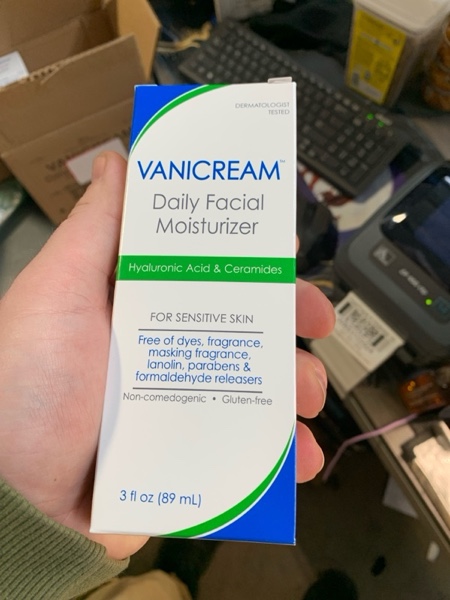 DERMATOLOGIST
TESTED
VANICREAM™
Daily Facial
Moisturizer
Hyaluronic Acid & Ceramides
FOR SENSITIVE SKIN
Free of dyes, fragrance,
masking fragrance,
lanolin, parabens &
formaldehyde releasers
Non-comedogenic • Gluten-free
3 fl oz (89 mL)